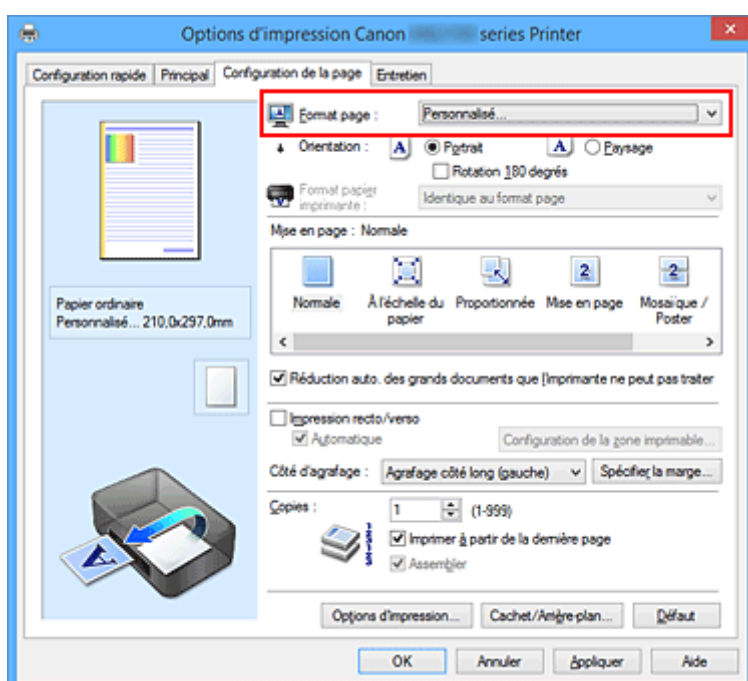 Options d'impression Canon series Printer
Configuration rapide Principal Configuration de la page Entretien
Format page : Personnalisé...
Orientation : A Portrait A Paysage
Rotation 180 degrés
Format papier
imprimante : Identique au format page
Mise en page : Normale
2 2
Normale À l'échelle du Proportionnée Mise en page Mosaïque /
papier Poster
Papier ordinaire
Personnalisé... 210,0x297,0mm
Réduction auto. des grands documents que l'imprimante ne peut pas traiter
Impression recto/verso
Automatique Configuration de la zone imprimable...
Côté d'agrafage : Agrafage côté long (gauche) Spécifier la marge...
Copies : 1 (1-999)
Imprimer à partir de la dernière page
Assembler
A
Options d'impression... Cachet/Arrière-plan... Défaut
OK Annuler Appliquer Aide